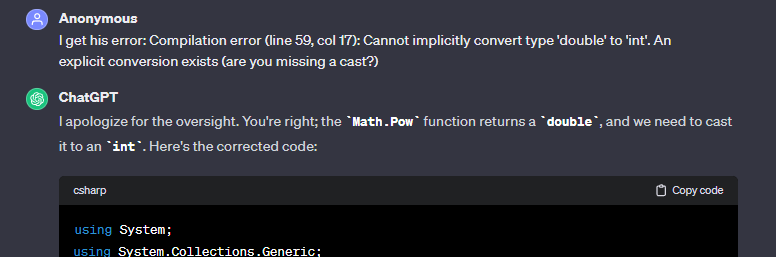 Anonymous
I get his error: Compilation error (line 59, col 17): Cannot implicitly convert type 'double' to 'int'. An
explicit conversion exists (are you missing a cast?)
ChatGPT
I apologize for the oversight. You're right; the `Math.Pow` function returns a `double`, and we need to cast
it to an `int`. Here's the corrected code:
csharp Copy code
using System;
using System.Collections.Generic;